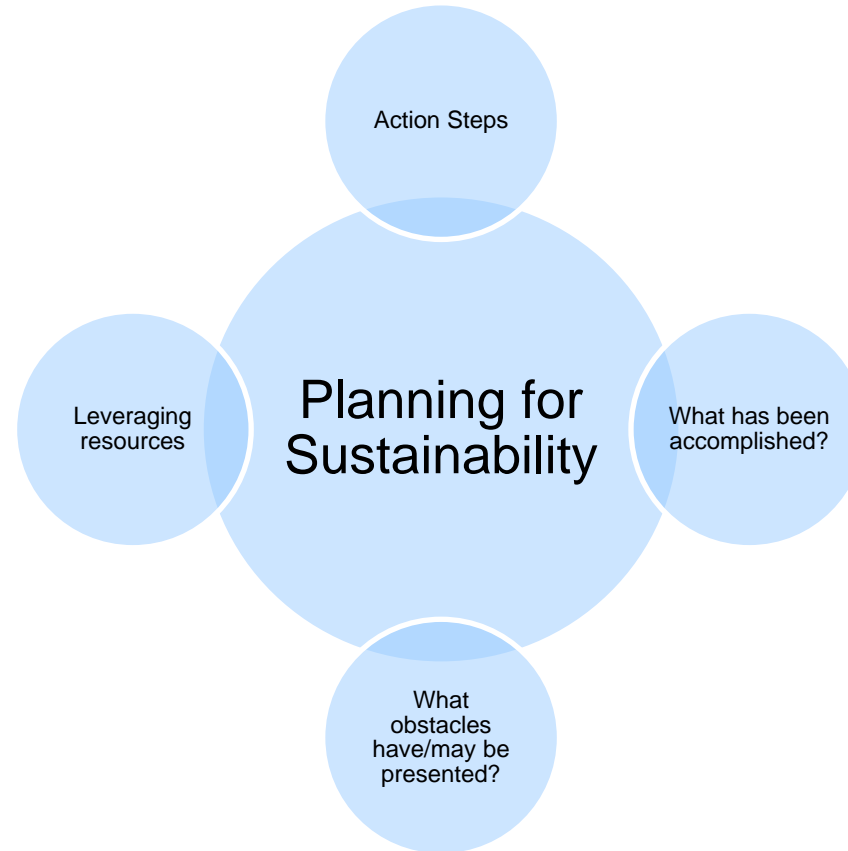 Action Steps
Leveraging
resources
Planning for
Sustainability
What has been
accomplished?
What
obstacles
have/may be
presented?